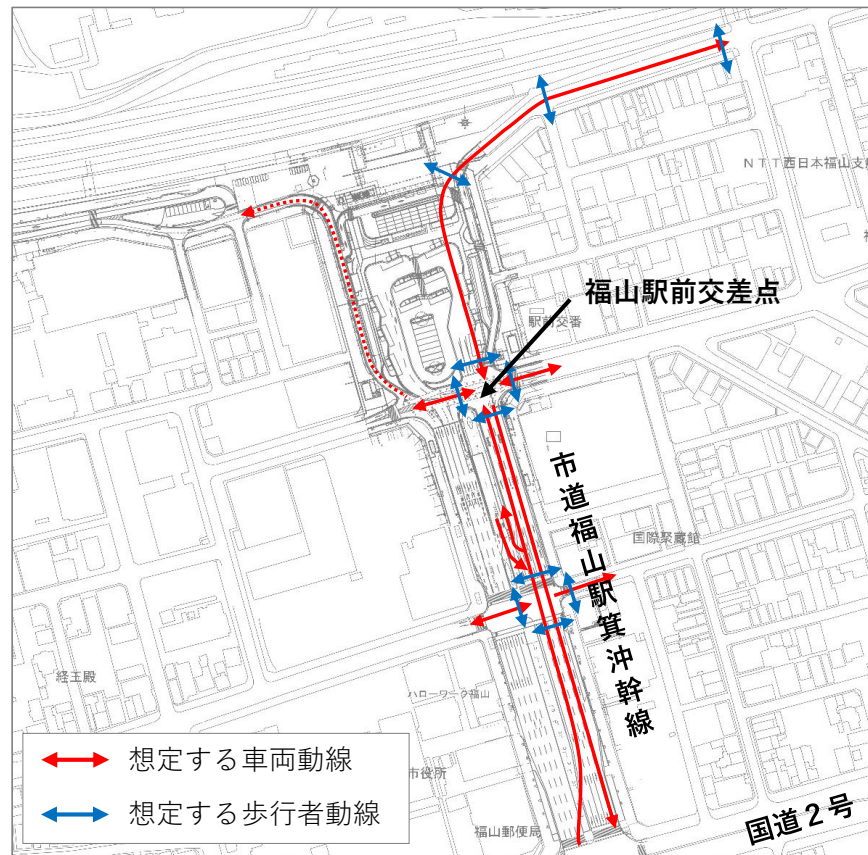 NTT西日本福山支
福山駅前交差点
駅前交番
市道福山駅箕沖幹線
国際聚蔵館
経王殿
ハローワーク福山
市役所
福山郵便局
国道2号
想定する車両動線
想定する歩行者動線